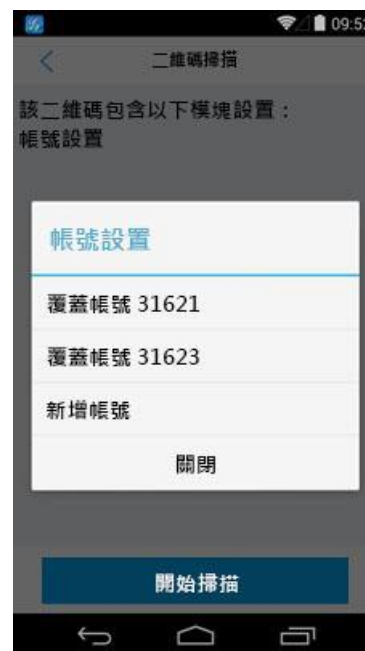 09:5
二維碼掃描
該二維碼包含以下模塊設置：
帳號設置
帳號設置
覆蓋帳號 31621
覆蓋帳號 31623
新增帳號
關閉
開始掃描